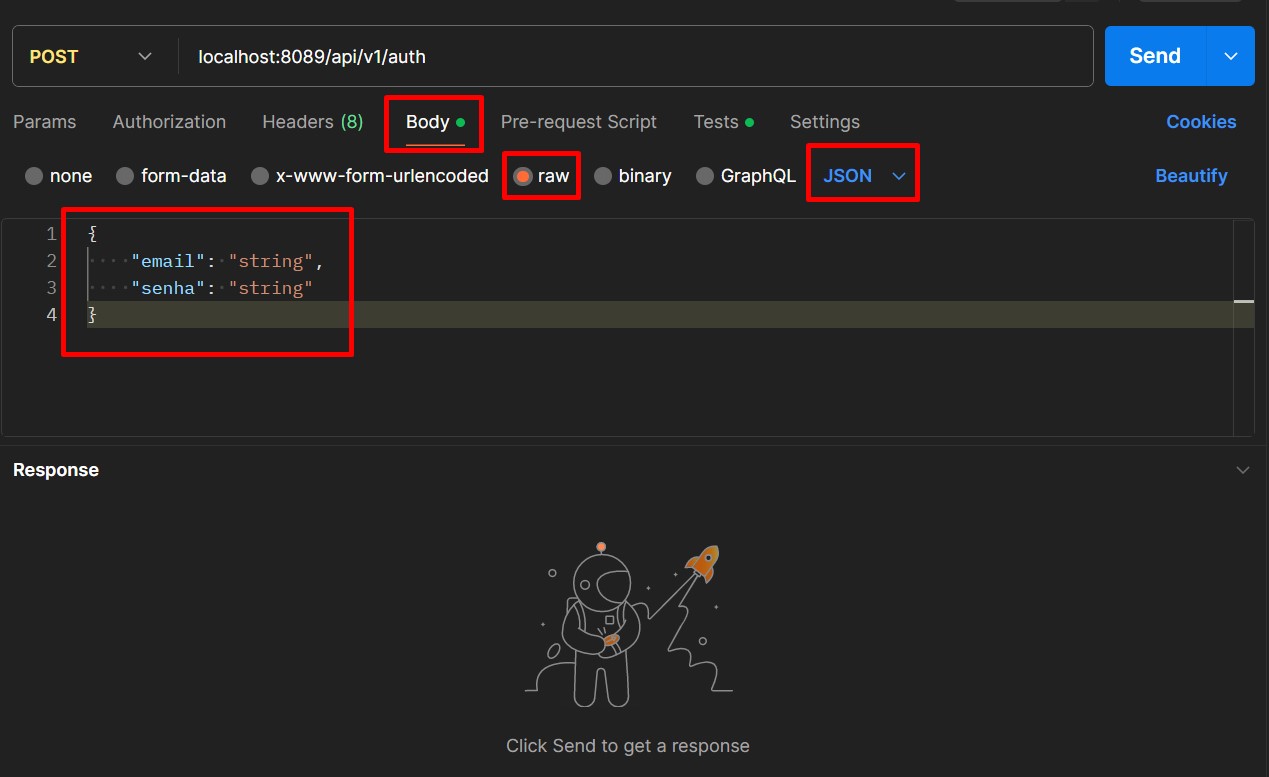 POST localhost:8089/api/v1/auth Send
Params Authorization Headers (8) Body Pre-request Script Tests Settings Cookies
none form-data x-www-form-urlencoded raw binary GraphQL JSON Beautify
1 {
2 "email": "string",
3 "senha": "string"
4 }
Response
Click Send to get a response